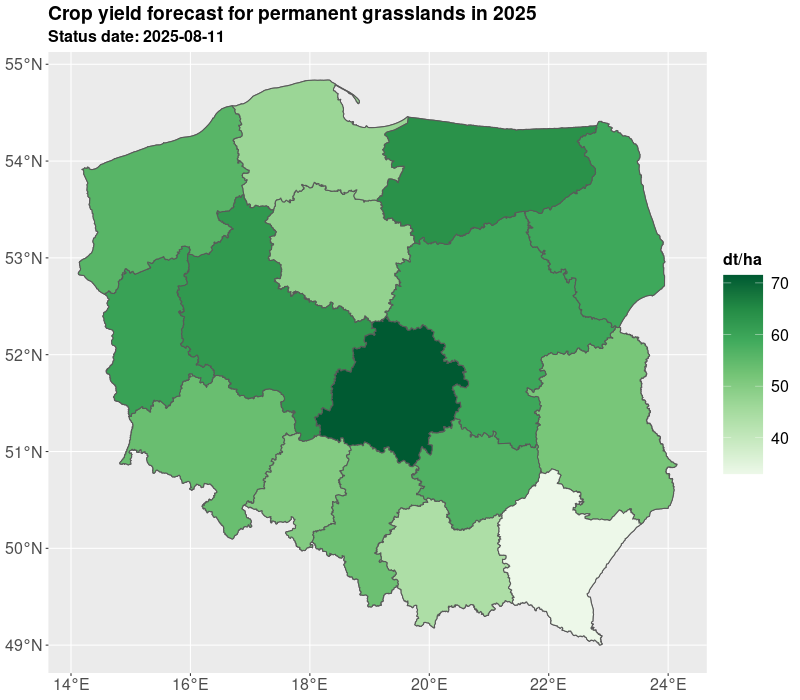 Crop yield forecast for permanent grasslands in 2025
Status date: 2025-08-11
55°N
54°N
53°N
52°N
51°N
50°N
49°N
14°E
16°E
18°E
20°E
22°E
24°E
dt/ha
70
60
50
40